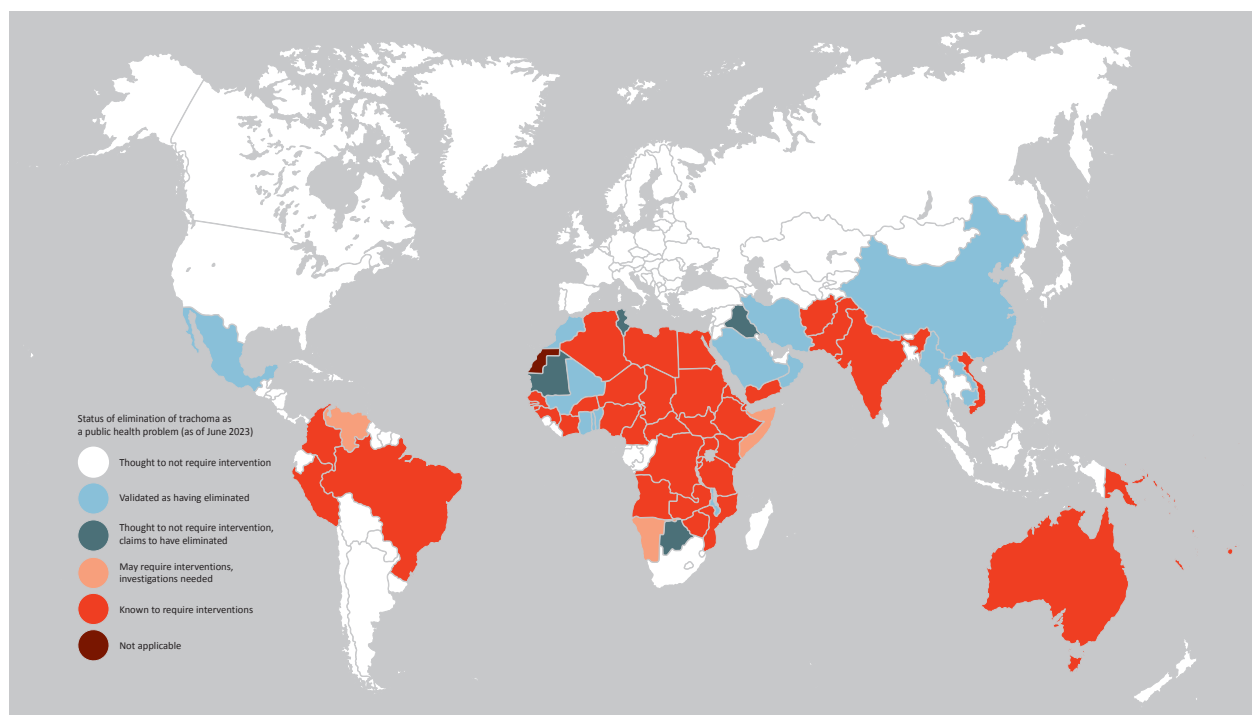 Status of elimination of trachoma as
a public health problem (as of June 2023)
Thought to not require intervention
Validated as having eliminated
Thought to not require intervention,
claims to have eliminated
May require interventions,
investigations needed
Known to require interventions
Not applicable